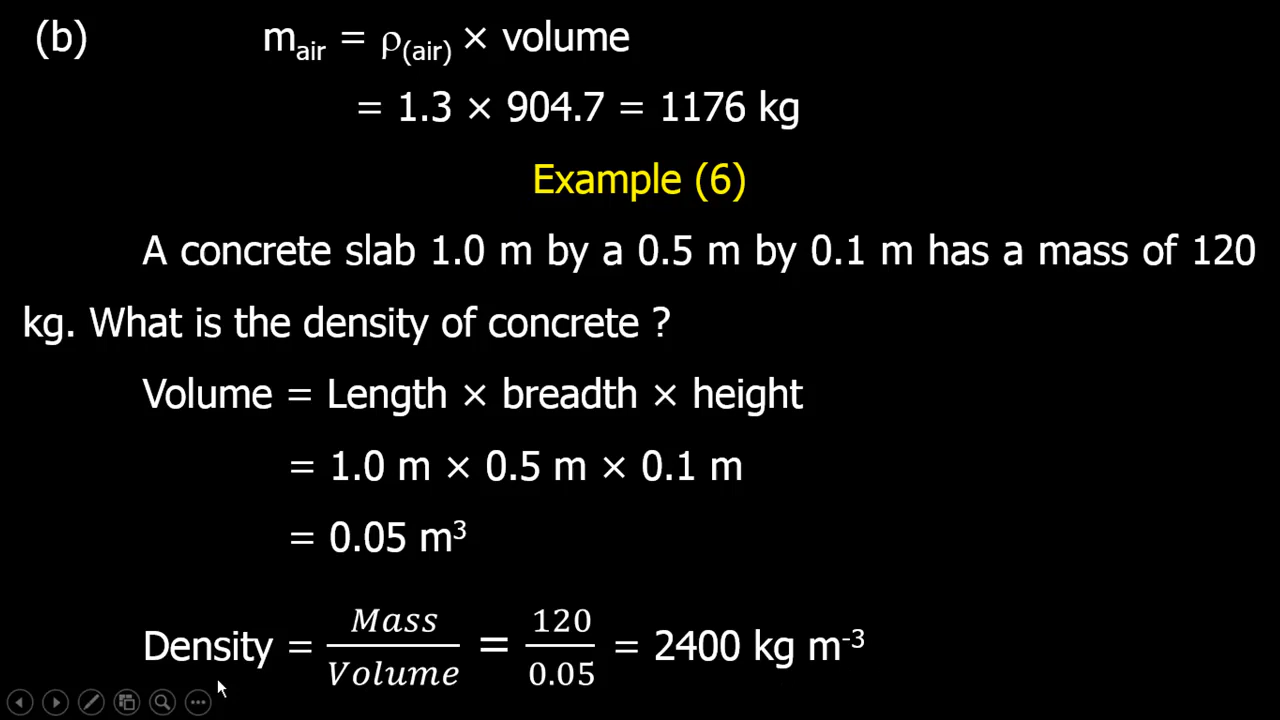 (b) m_air = ρ_(air) × volume
= 1.3 × 904.7 = 1176 kg
Example (6)
A concrete slab 1.0 m by a 0.5 m by 0.1 m has a mass of 120
kg. What is the density of concrete ?
Volume = Length × breadth × height
= 1.0 m × 0.5 m × 0.1 m
= 0.05 m³
Density = Mass/Volume = 120/0.05 = 2400 kg m⁻³